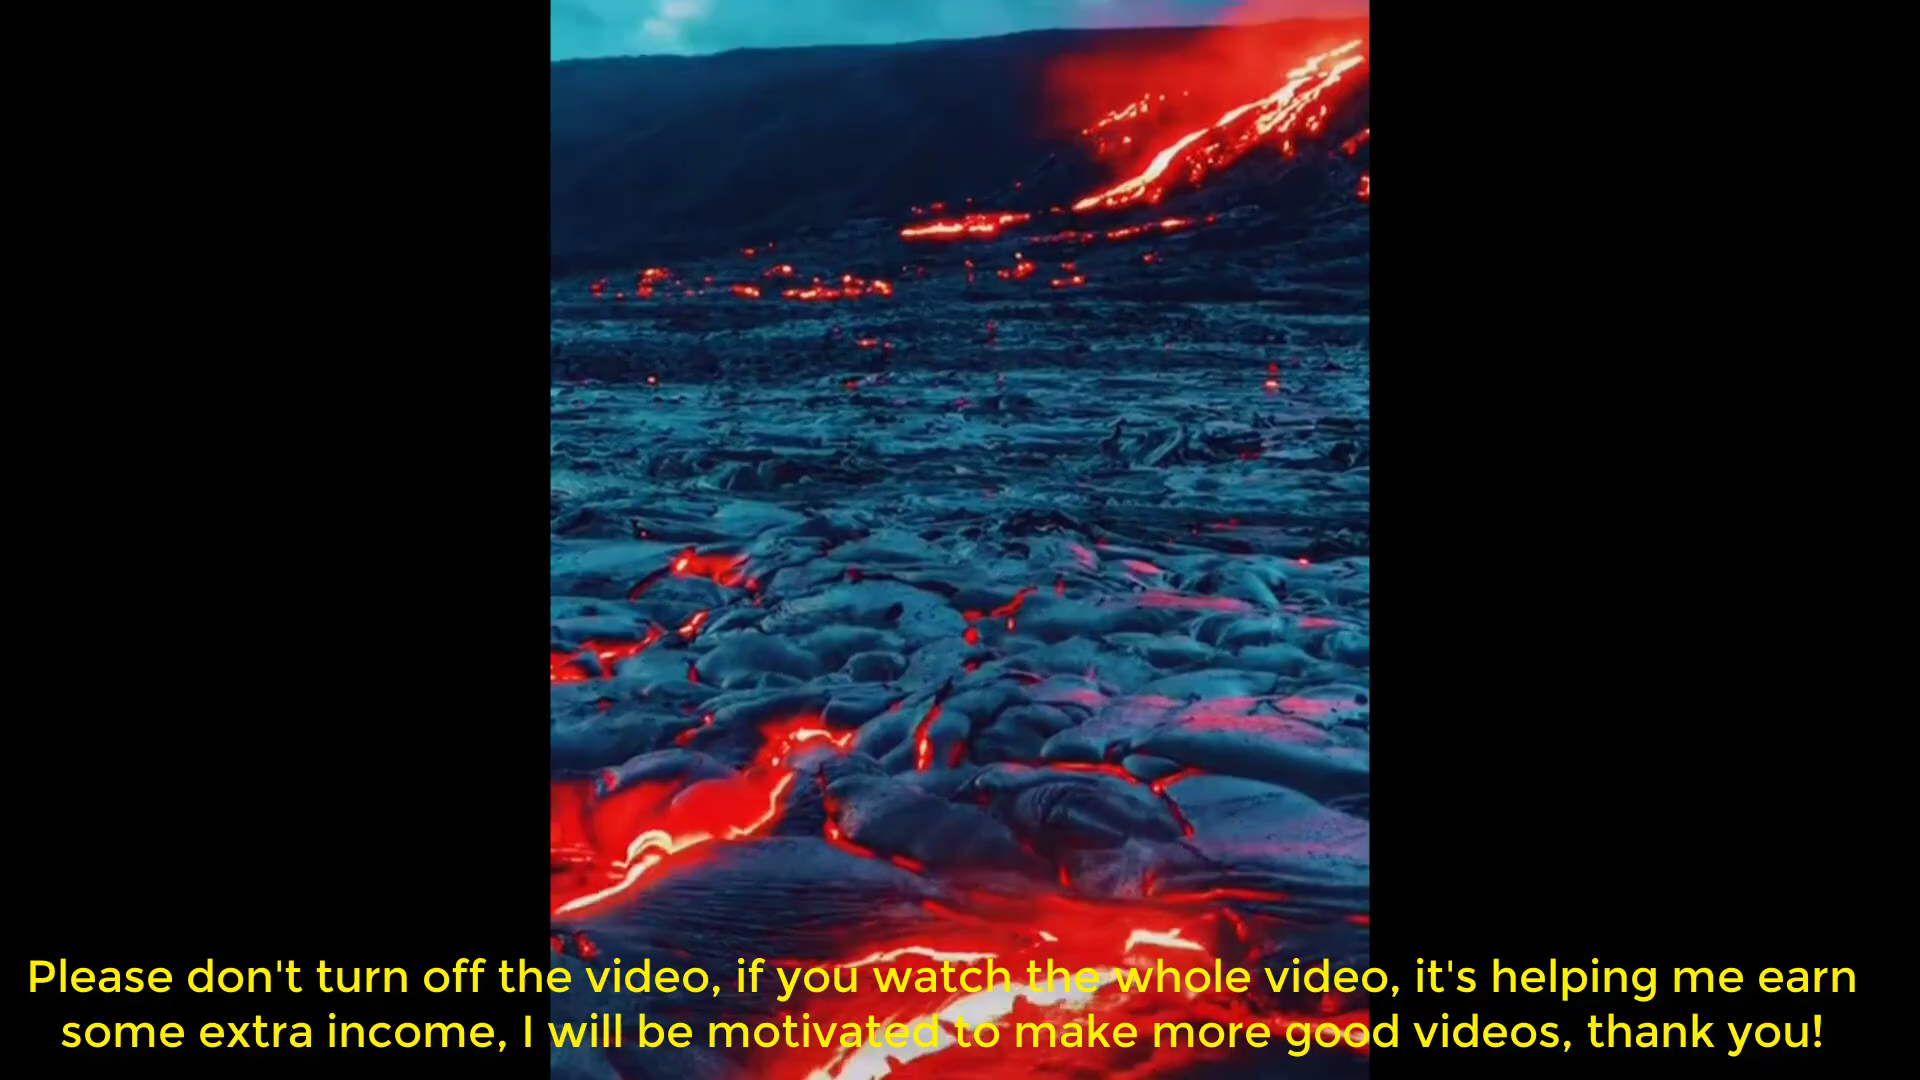 Please don't turn off the video, if you watch the whole video, it's helping me earn
some extra income, I will be motivated to make more good videos, thank you!